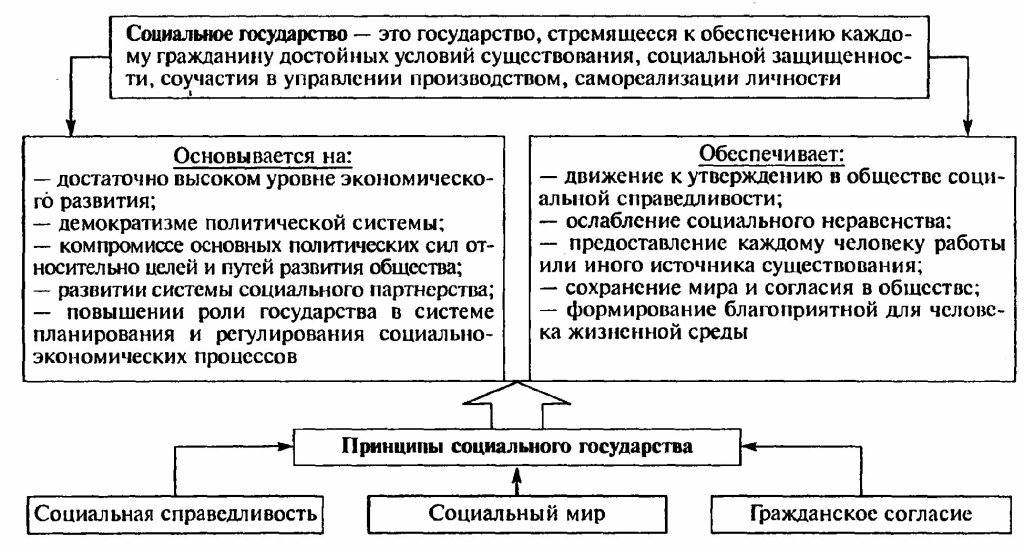 Социальное государство — это государство, стремящееся к обеспечению каждо-
му гражданину достойных условий существования, социальной защищеннос-
ти, соучастия в управлении производством, самореализации личности
Основывается на:
— достаточно высоком уровне экономическо-
го развития;
— демократизме политической системы;
— компромиссе основных политических сил от-
носительно целей и путей развития общества;
— развитии системы социального партнерства;
— повышении роли государства в системе
планирования и регулирования социально-
экономических процессов
Обеспечивает:
— движение к утверждению в обществе соци-
альной справедливости;
— ослабление социального неравенства;
— предоставление каждому человеку работы
или иного источника существования;
— сохранение мира и согласия в обществе;
— формирование благоприятной для челове-
ка жизненной среды
Принципы социального государства
Социальная справедливость
Социальный мир
Гражданское согласие